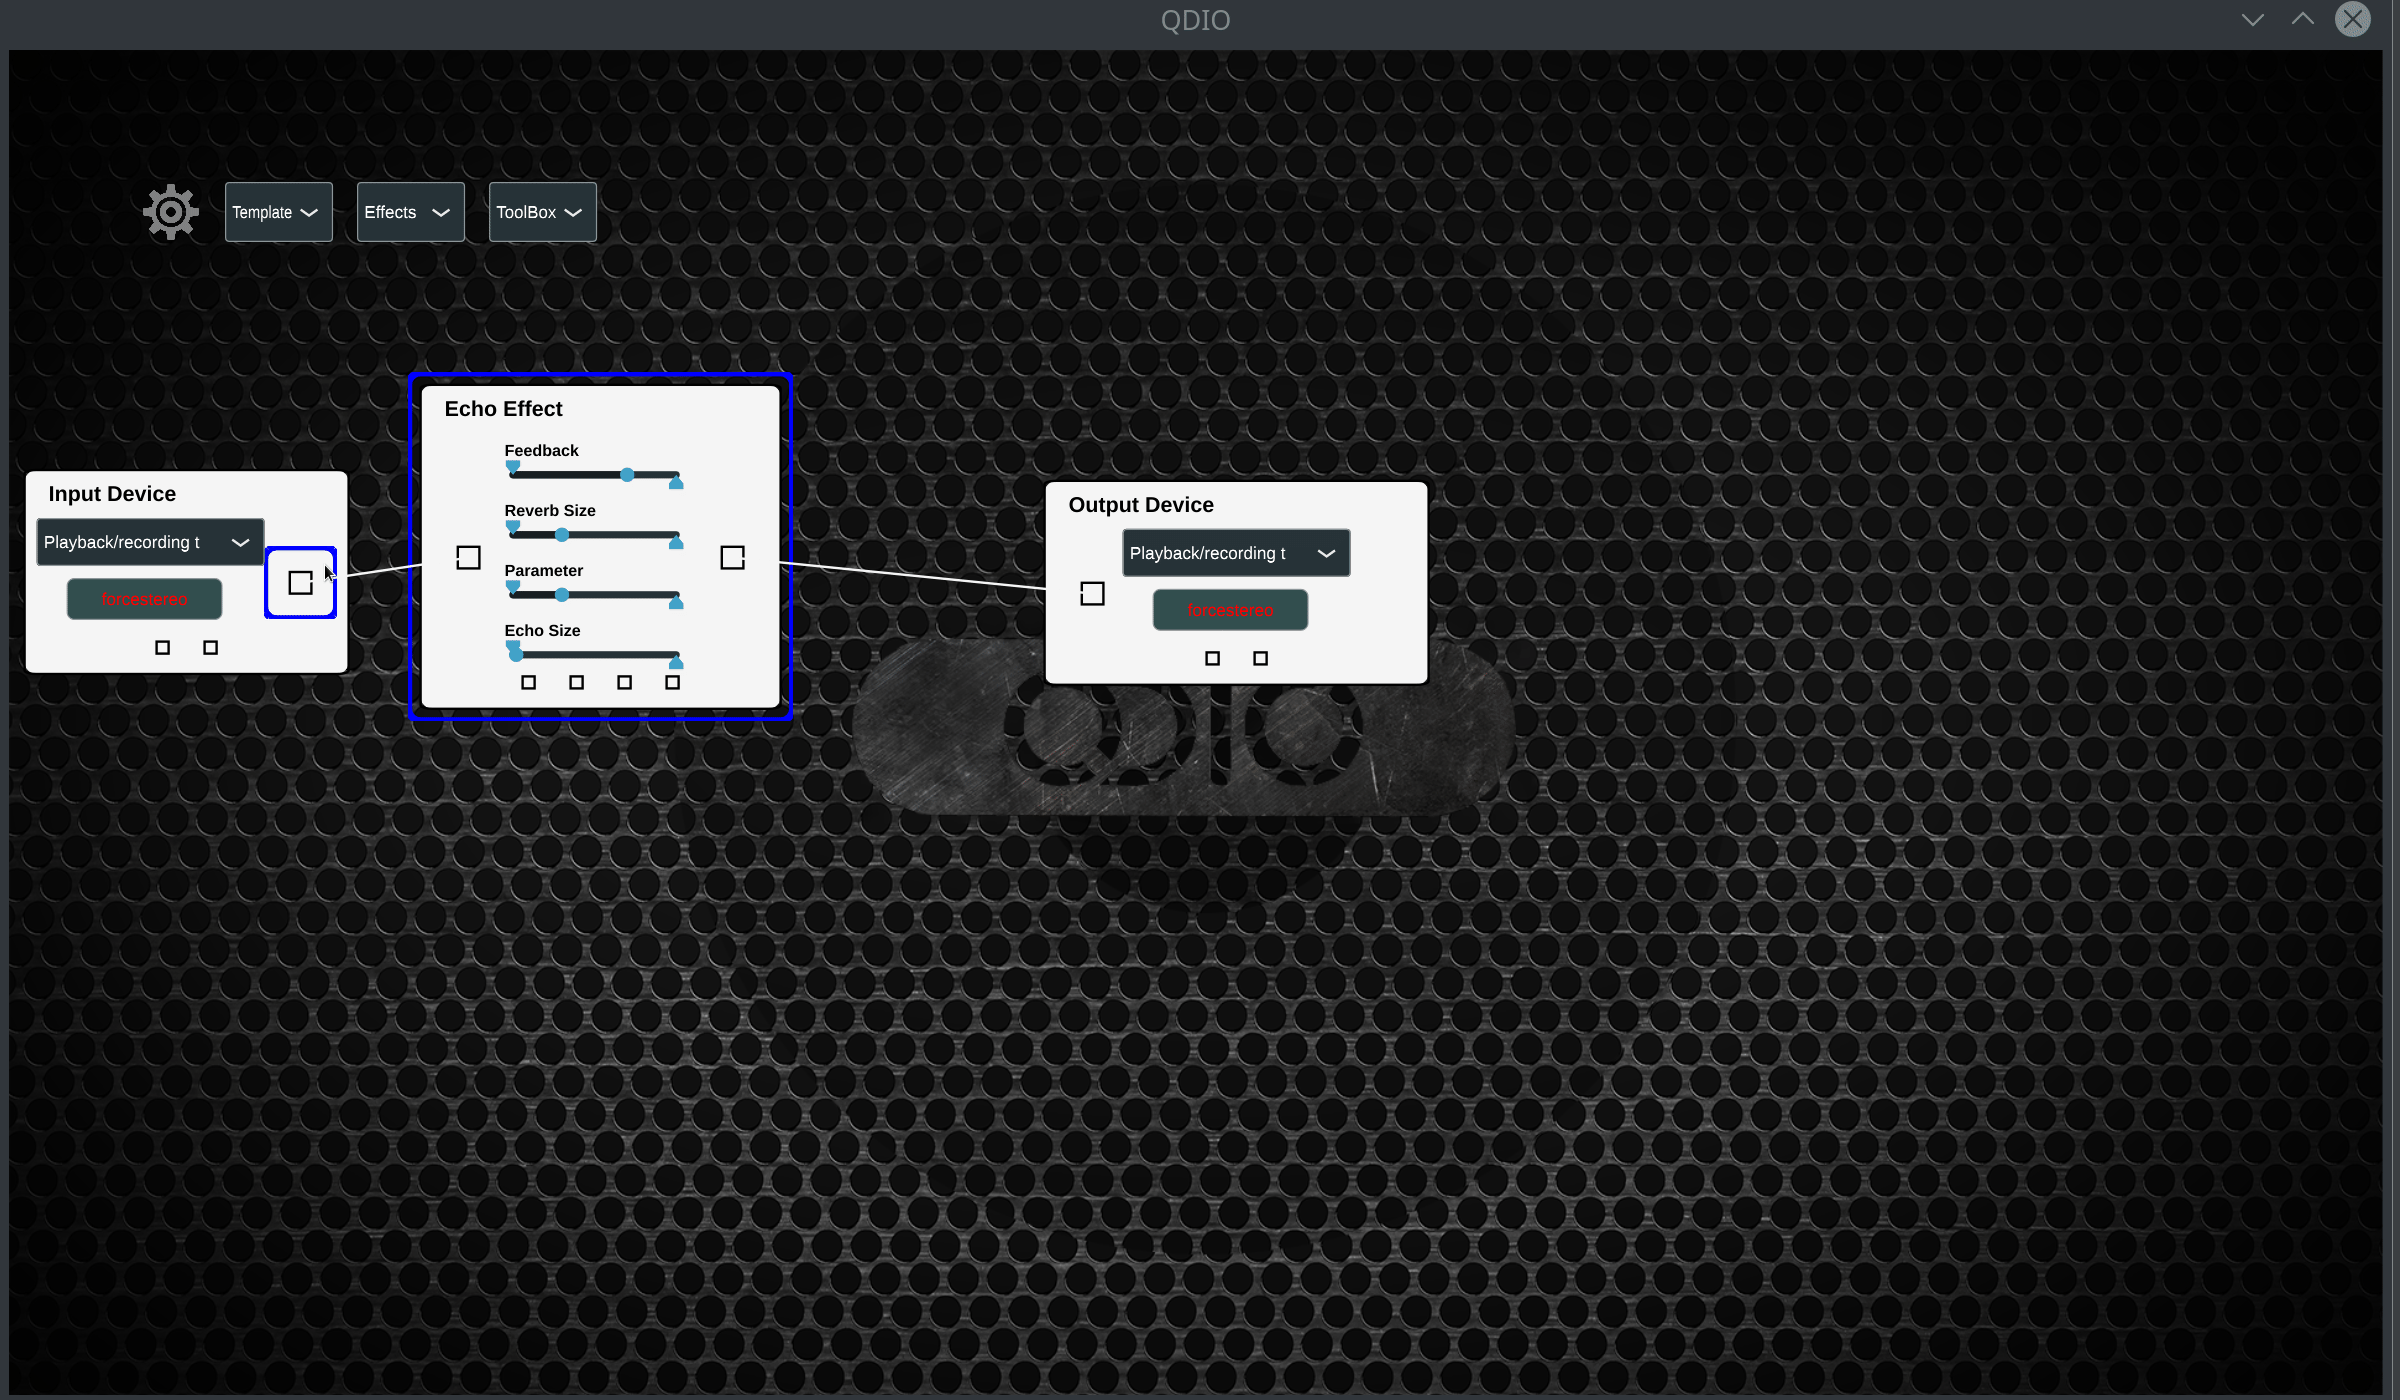 QDIO
Template
Effects
ToolBox
Echo Effect
Feedback
Reverb Size
Parameter
Echo Size
Input Device
Playback/recording t
forcestereo
Output Device
Playback/recording t
forcestereo
QDIO